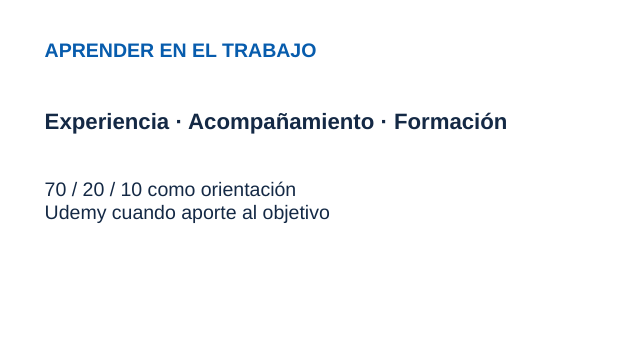 APRENDER EN EL TRABAJO
Experiencia · Acompañamiento · Formación
70 / 20 / 10 como orientación
Udemy cuando aporte al objetivo